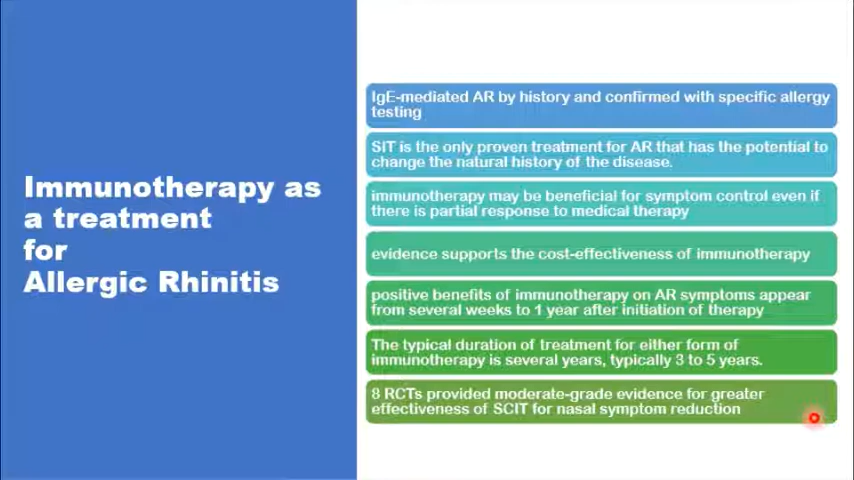 Immunotherapy as
a treatment
for
Allergic Rhinitis
IgE-mediated AR by history and confirmed with specific allergy
testing
SIT is the only proven treatment for AR that has the potential to
change the natural history of the disease.
immunotherapy may be beneficial for symptom control even if
there is partial response to medical therapy
evidence supports the cost-effectiveness of immunotherapy
positive benefits of immunotherapy on AR symptoms appear
from several weeks to 1 year after initiation of therapy
The typical duration of treatment for either form of
immunotherapy is several years, typically 3 to 5 years.
8 RCTs provided moderate-grade evidence for greater
effectiveness of SCIT for nasal symptom reduction